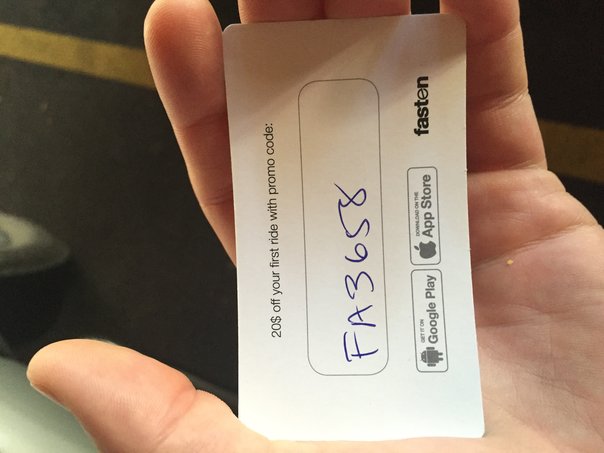 20$ off your first ride with promo code:
FA3658
GET IT ON
Google Play
DOWNLOAD ON THE
App Store
fasten